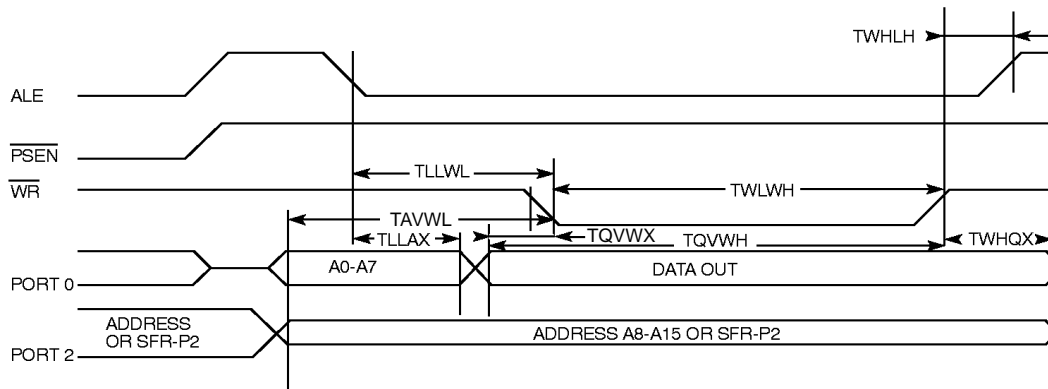 TWHLH
ALE
PSEN
TLLWL
WR
TWLWH
TAVWL
TLLAX
TQVWX
TQVWH
TWHQX
A0-A7
DATA OUT
PORT 0
ADDRESS
OR SFR-P2
ADDRESS A8-A15 OR SFR-P2
PORT 2